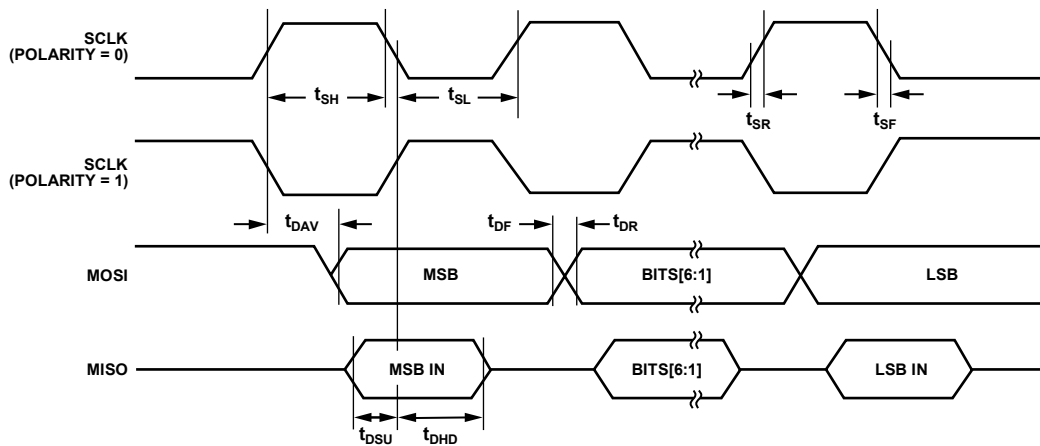 SCLK
(POLARITY = 0)
tSH
tSL
tSR
tSF
SCLK
(POLARITY = 1)
tDAV
tDF
tDR
MOSI
MSB
BITS[6:1]
LSB
MISO
MSB IN
BITS[6:1]
LSB IN
tDSU
tDHD